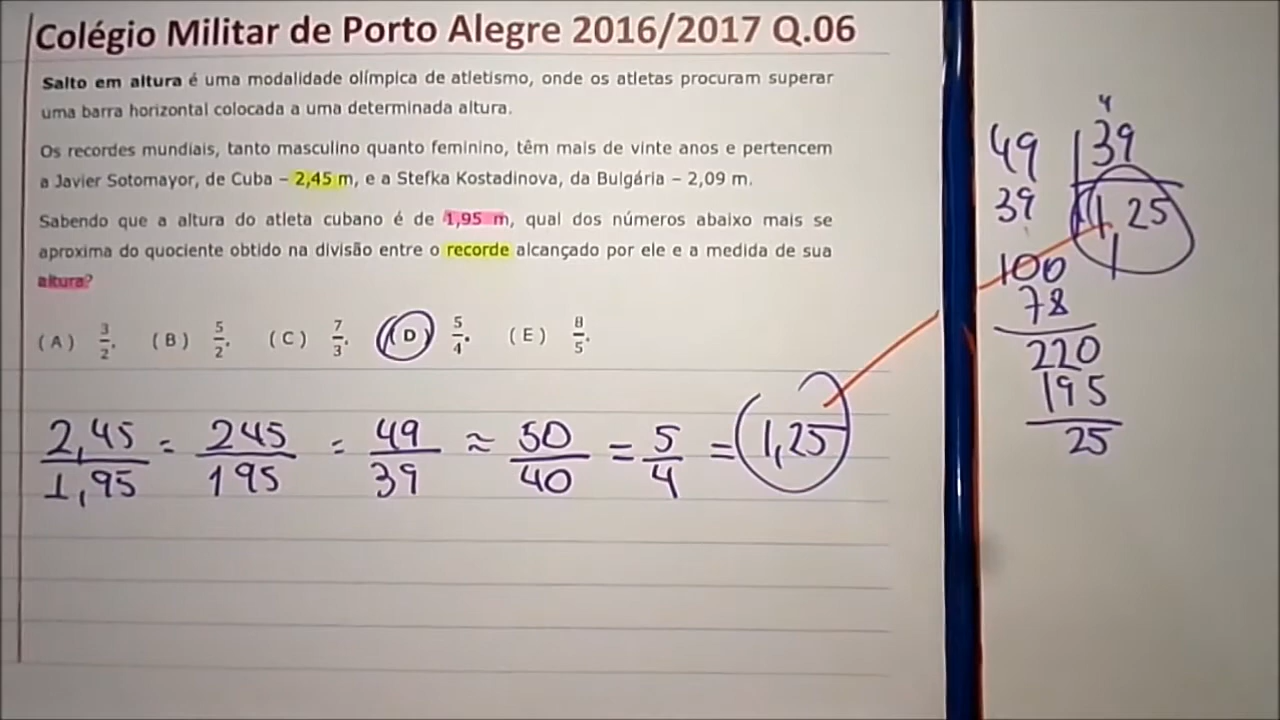 Colégio Militar de Porto Alegre 2016/2017 Q.06
Salto em altura é uma modalidade olímpica de atletismo, onde os atletas procuram superar
uma barra horizontal colocada a uma determinada altura.
Os recordes mundiais, tanto masculino quanto feminino, têm mais de vinte anos e pertencem
a Javier Sotomayor, de Cuba – 2,45 m, e a Stefka Kostadinova, da Bulgária – 2,09 m.
Sabendo que a altura do atleta cubano é de 1,95 m, qual dos números abaixo mais se
aproxima do quociente obtido na divisão entre o recorde alcançado por ele e a medida de sua
altura?
(A) 3/2. (B) 5/2. (C) 7/3. (D) 5/4. (E) 8/5.
2,45/1,95 = 245/195 = 49/39 ≈ 50/40 = 5/4 = 1,25
4
49 39
39 1,25
100
78
220
195
25